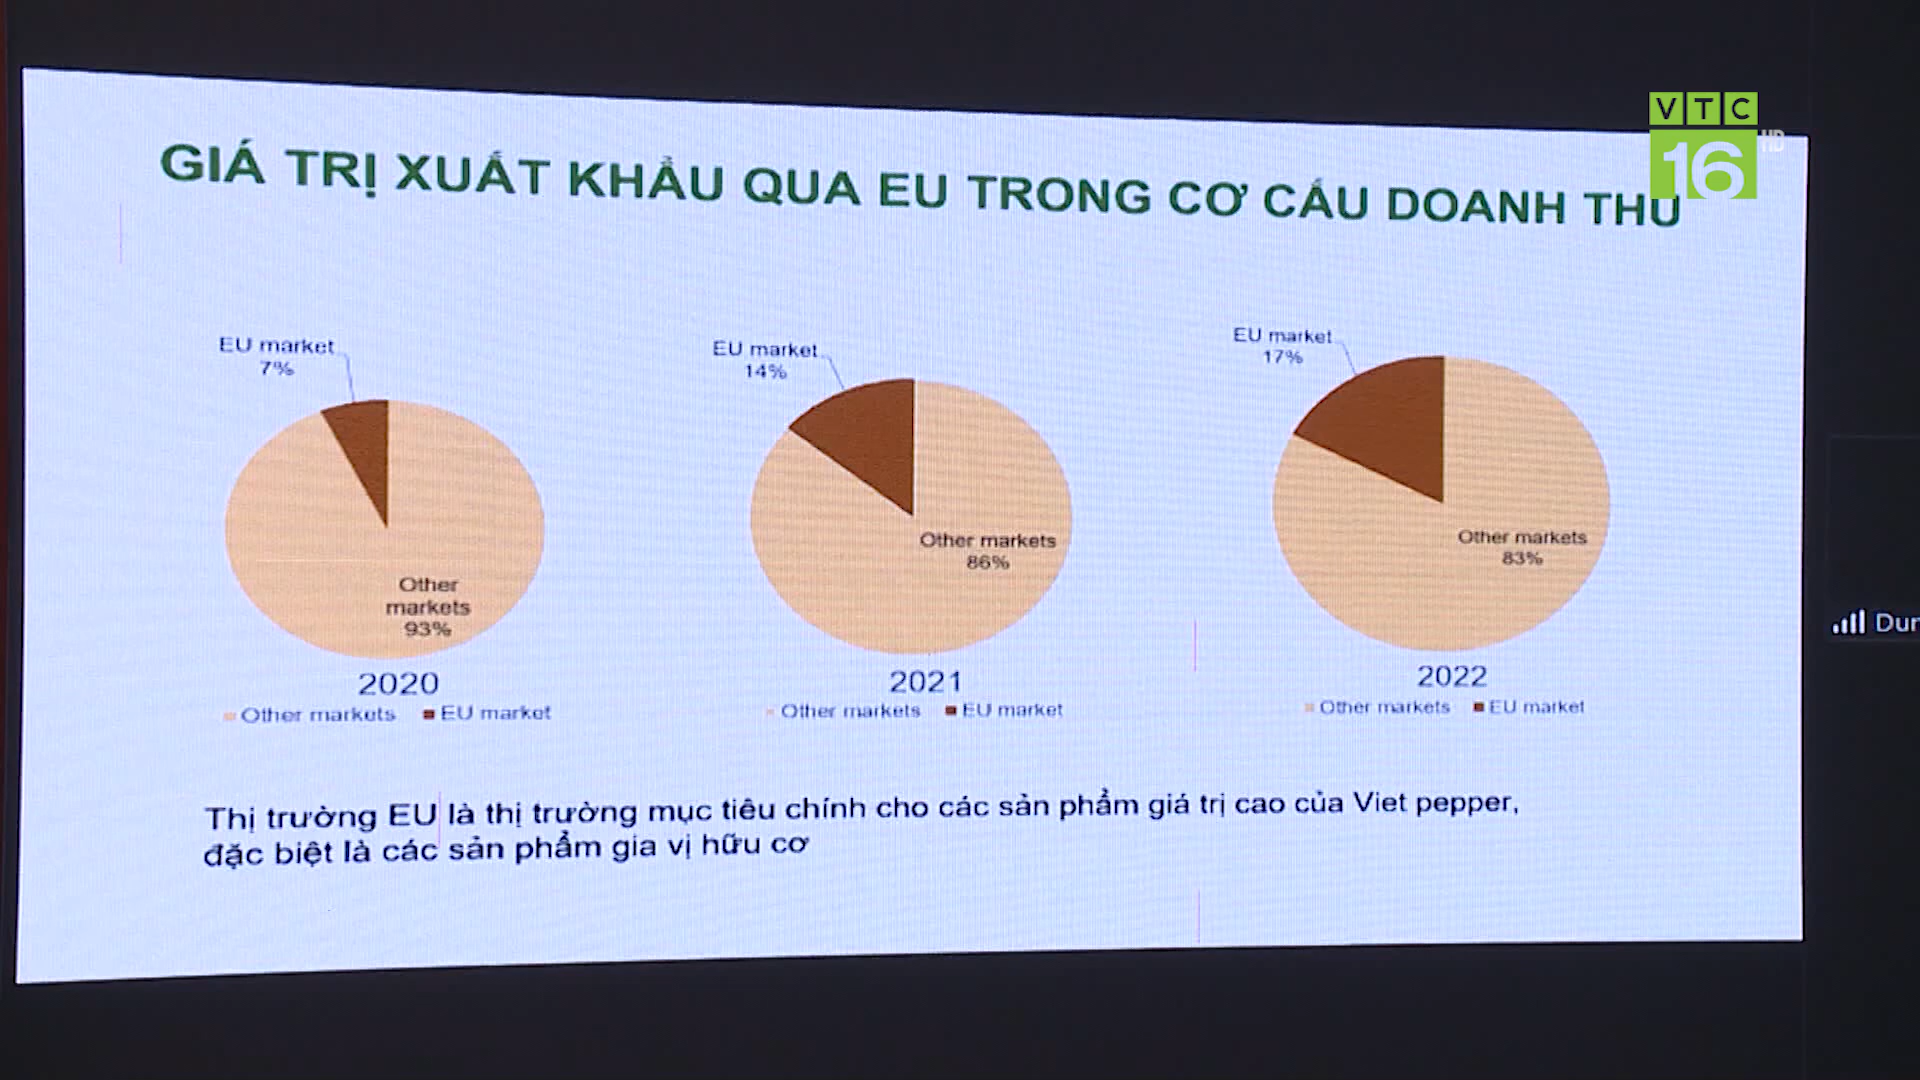 VTC
16
HD
GIÁ TRỊ XUẤT KHẨU QUA EU TRONG CƠ CẤU DOANH THU
EU market
7%
Other
markets
93%
2020
Other markets EU market
EU market
14%
Other markets
86%
2021
Other markets EU market
EU market
17%
Other markets
83%
2022
Other markets EU market
Thị trường EU là thị trường mục tiêu chính cho các sản phẩm giá trị cao của Viet pepper,
đặc biệt là các sản phẩm gia vị hữu cơ